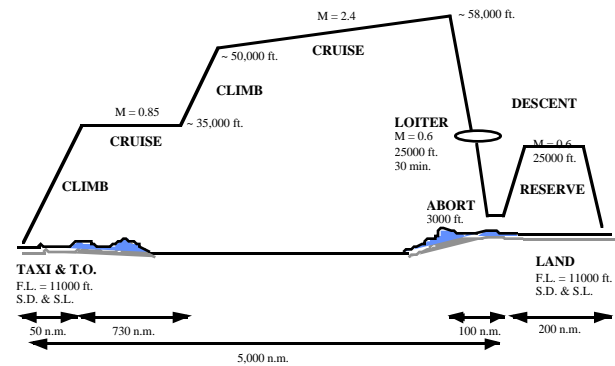 M = 2.4
~ 58,000 ft.
CRUISE
~ 50,000 ft.
CLIMB
DESCENT
M = 0.85
~ 35,000 ft.
CRUISE
LOITER
M = 0.6
25000 ft.
30 min.
M = 0.6
25000 ft.
CLIMB
RESERVE
ABORT
3000 ft.
TAXI & T.O.
F.L. = 11000 ft.
S.D. & S.L.
LAND
F.L. = 11000 ft.
S.D. & S.L.
50 n.m.
730 n.m.
100 n.m.
200 n.m.
5,000 n.m.